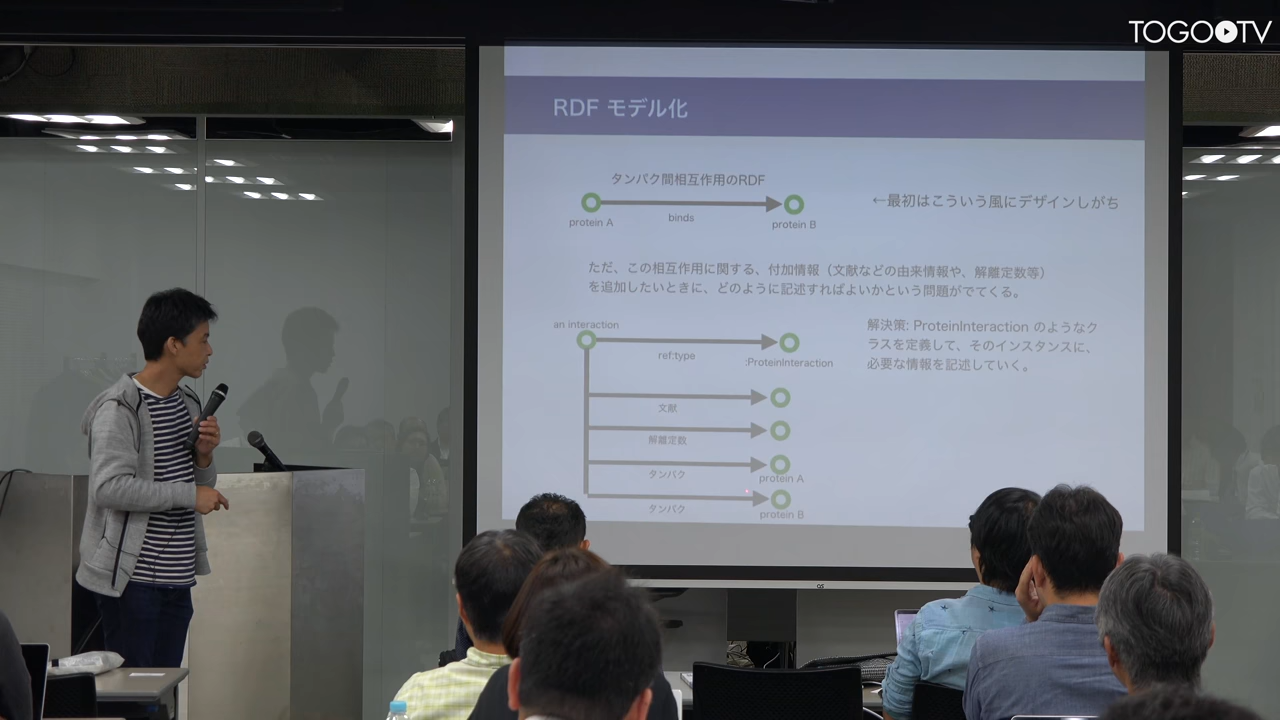 TOGO TV
RDF モデル化
タンパク間相互作用のRDF
protein A
binds
protein B
←最初はこういう風にデザインしがち
ただ、この相互作用に関する、付加情報（文献などの由来情報や、解離定数等）
を追加したいときに、どのように記述すればよいかという問題がでてくる。
an interaction
ref:type
:ProteinInteraction
解決策: ProteinInteraction のようなク
ラスを定義して、そのインスタンスに、
必要な情報を記述していく。
文献
解離定数
タンパク
protein A
タンパク
protein B